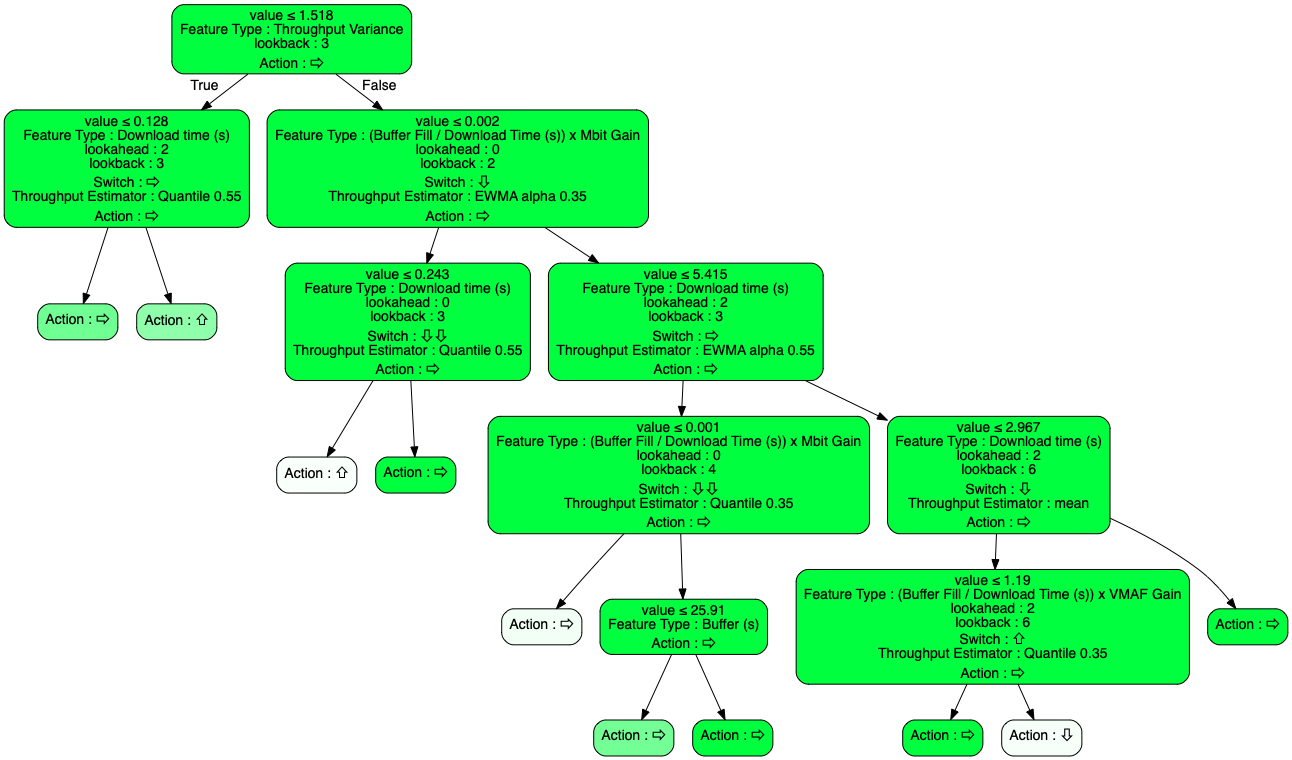 value ≤ 1.518
Feature Type : Throughput Variance
lookback : 3
Action : ⇨
True
False
value ≤ 0.128
Feature Type : Download time (s)
lookahead : 2
lookback : 3
Switch : ⇨
Throughput Estimator : Quantile 0.55
Action : ⇨
value ≤ 0.002
Feature Type : (Buffer Fill / Download Time (s)) x Mbit Gain
lookahead : 0
lookback : 2
Switch : ⇩
Throughput Estimator : EWMA alpha 0.35
Action : ⇨
Action : ⇨
Action : ⇧
value ≤ 0.243
Feature Type : Download time (s)
lookahead : 0
lookback : 3
Switch : ⇩⇩
Throughput Estimator : Quantile 0.55
Action : ⇨
value ≤ 5.415
Feature Type : Download time (s)
lookahead : 2
lookback : 3
Switch : ⇨
Throughput Estimator : EWMA alpha 0.55
Action : ⇨
Action : ⇧
Action : ⇨
value ≤ 0.001
Feature Type : (Buffer Fill / Download Time (s)) x Mbit Gain
lookahead : 0
lookback : 4
Switch : ⇩⇩
Throughput Estimator : Quantile 0.35
Action : ⇨
value ≤ 2.967
Feature Type : Download time (s)
lookahead : 2
lookback : 6
Switch : ⇩
Throughput Estimator : mean
Action : ⇨
Action : ⇨
value ≤ 25.91
Feature Type : Buffer (s)
Action : ⇨
value ≤ 1.19
Feature Type : (Buffer Fill / Download Time (s)) x VMAF Gain
lookahead : 2
lookback : 6
Switch : ⇧
Throughput Estimator : Quantile 0.35
Action : ⇨
Action : ⇨
Action : ⇨
Action : ⇨
Action : ⇨
Action : ⇩